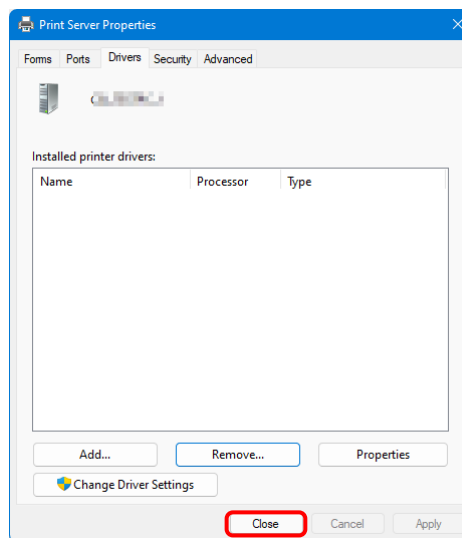 Print Server Properties
Forms Ports Drivers Security Advanced
Installed printer drivers:
Name Processor Type
Add... Remove... Properties
Change Driver Settings
Close Cancel Apply